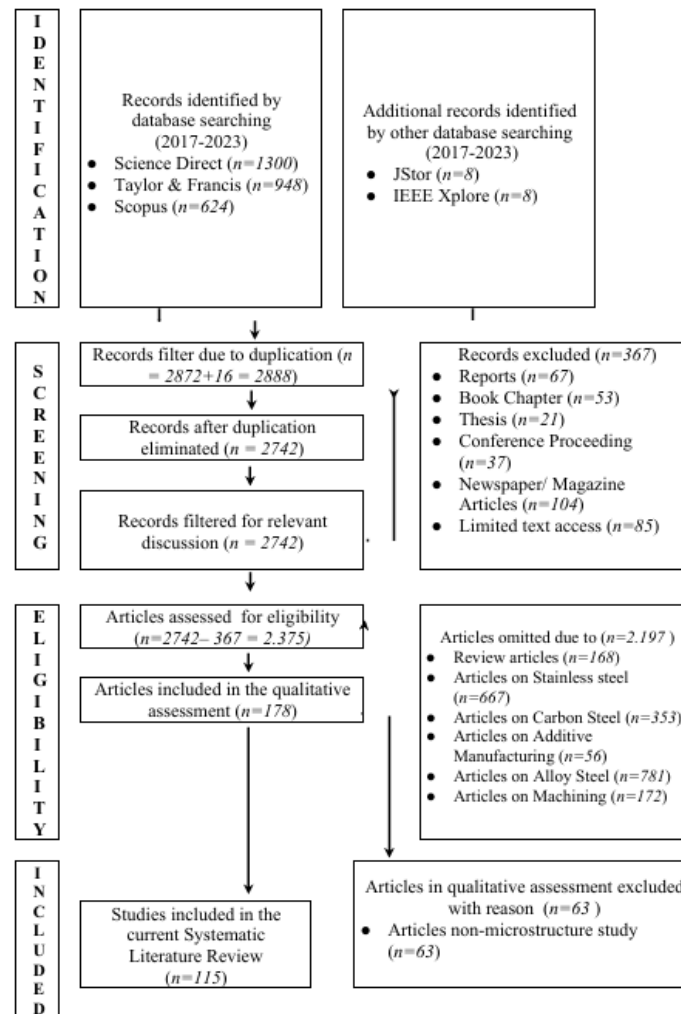 IDENTIFICATION
Records identified by
database searching
(2017-2023)
● Science Direct (n=1300)
● Taylor & Francis (n=948)
● Scopus (n=624)
Additional records identified
by other database searching
(2017-2023)
● JStor (n=8)
● IEEE Xplore (n=8)
SCREENING
Records filter due to duplication (n
= 2872+16 = 2888)
Records after duplication
eliminated (n = 2742)
Records filtered for relevant
discussion (n = 2742)
Records excluded (n=367)
● Reports (n=67)
● Book Chapter (n=53)
● Thesis (n=21)
● Conference Proceeding
(n=37)
● Newspaper/ Magazine
Articles (n=104)
● Limited text access (n=85)
ELIGIBILITY
Articles assessed for eligibility
(n=2742– 367 = 2.375)
Articles included in the qualitative
assessment (n=178)
Articles omitted due to (n=2.197 )
● Review articles (n=168)
● Articles on Stainless steel
(n=667)
● Articles on Carbon Steel (n=353)
● Articles on Additive
Manufacturing (n=56)
● Articles on Alloy Steel (n=781)
● Articles on Machining (n=172)
INCLUDED
Studies included in the
current Systematic
Literature Review
(n=115)
Articles in qualitative assessment excluded
with reason (n=63 )
● Articles non-microstructure study
(n=63)